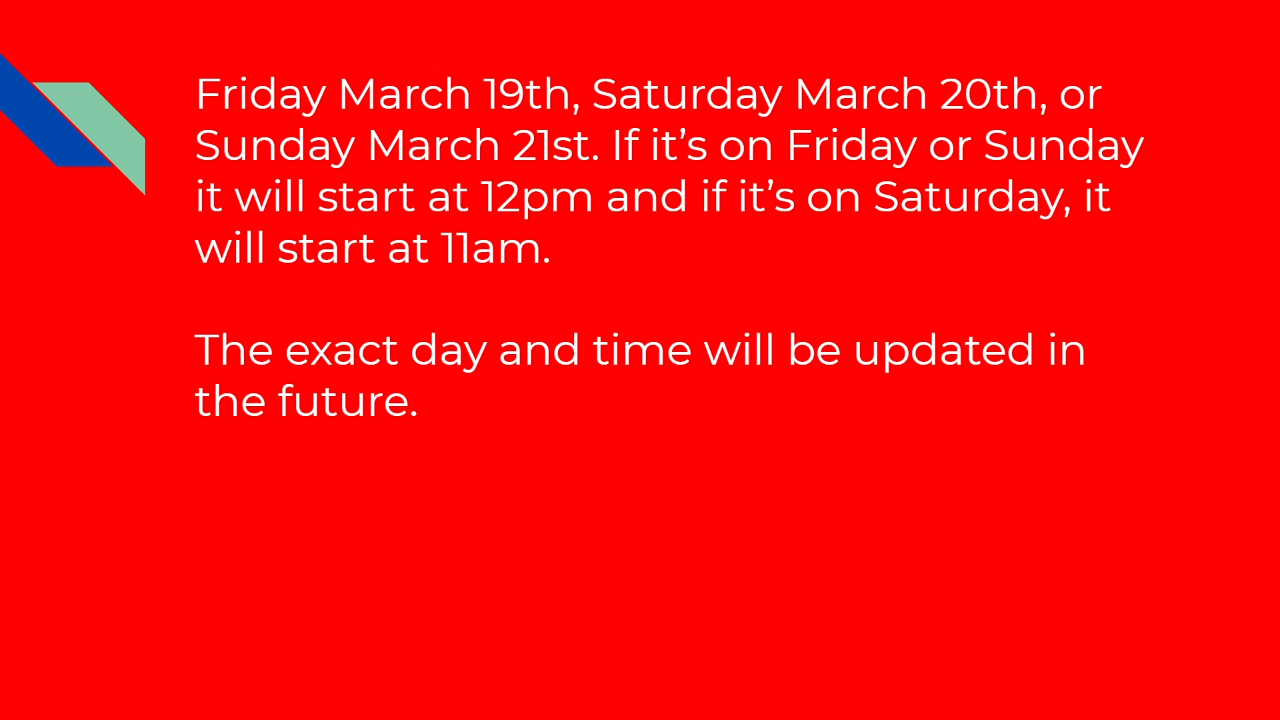 Friday March 19th, Saturday March 20th, or
Sunday March 21st. If it’s on Friday or Sunday
it will start at 12pm and if it’s on Saturday, it
will start at 11am.
The exact day and time will be updated in
the future.